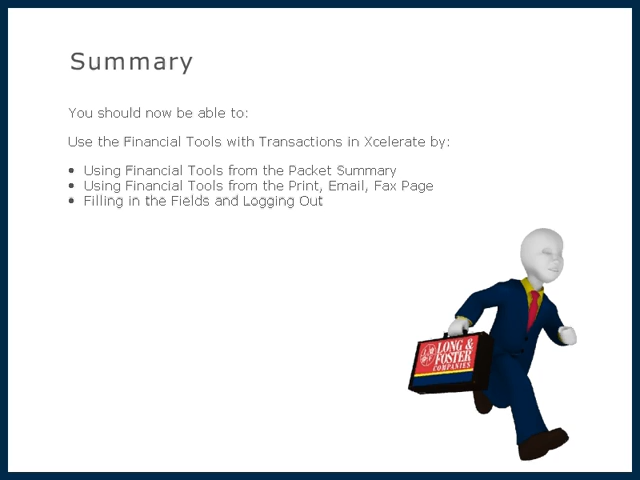 Summary
You should now be able to:
Use the Financial Tools with Transactions in Xcelerate by:
• Using Financial Tools from the Packet Summary
• Using Financial Tools from the Print, Email, Fax Page
• Filling in the Fields and Logging Out
LONG &
FOSTER
COMPANIES